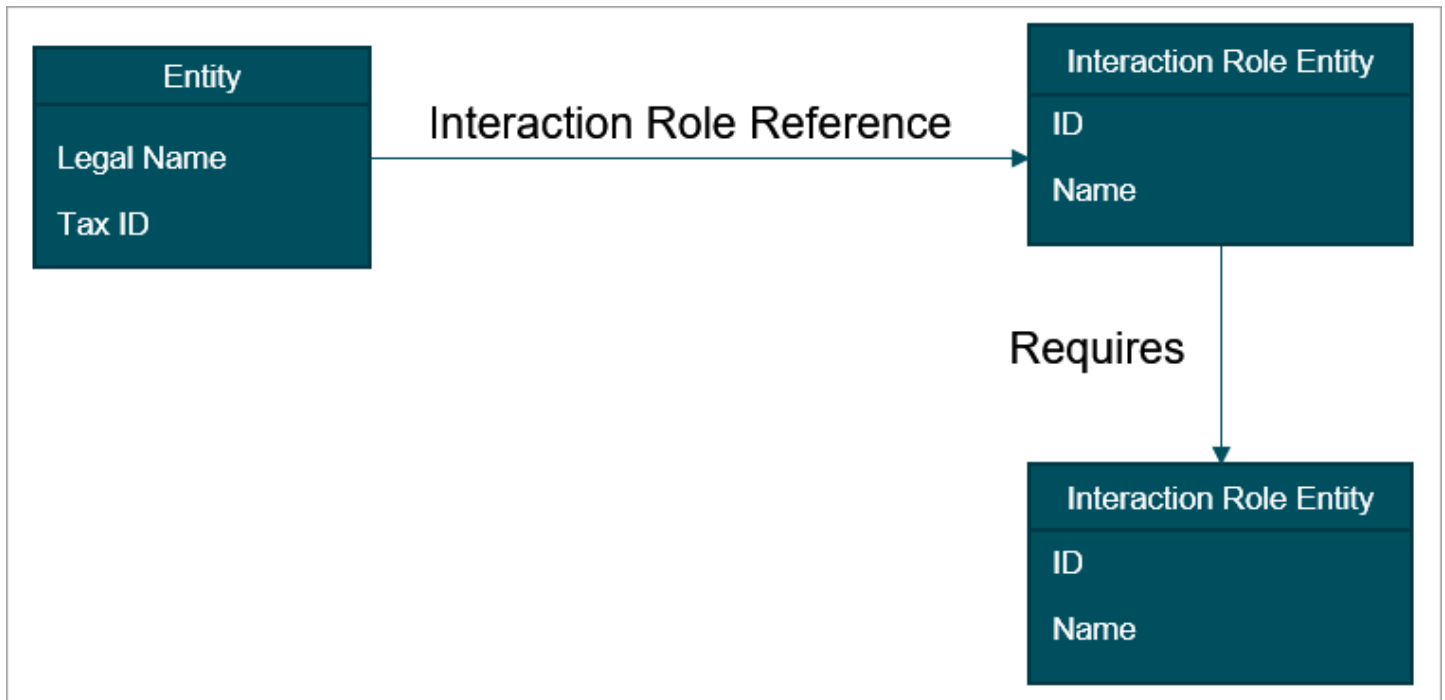 Entity
Legal Name
Tax ID
Interaction Role Reference
Interaction Role Entity
ID
Name
Requires
Interaction Role Entity
ID
Name